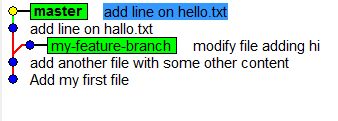 master add line on hello.txt
add line on hallo.txt
my-feature-branch modify file adding hi
add another file with some other content
Add my first file